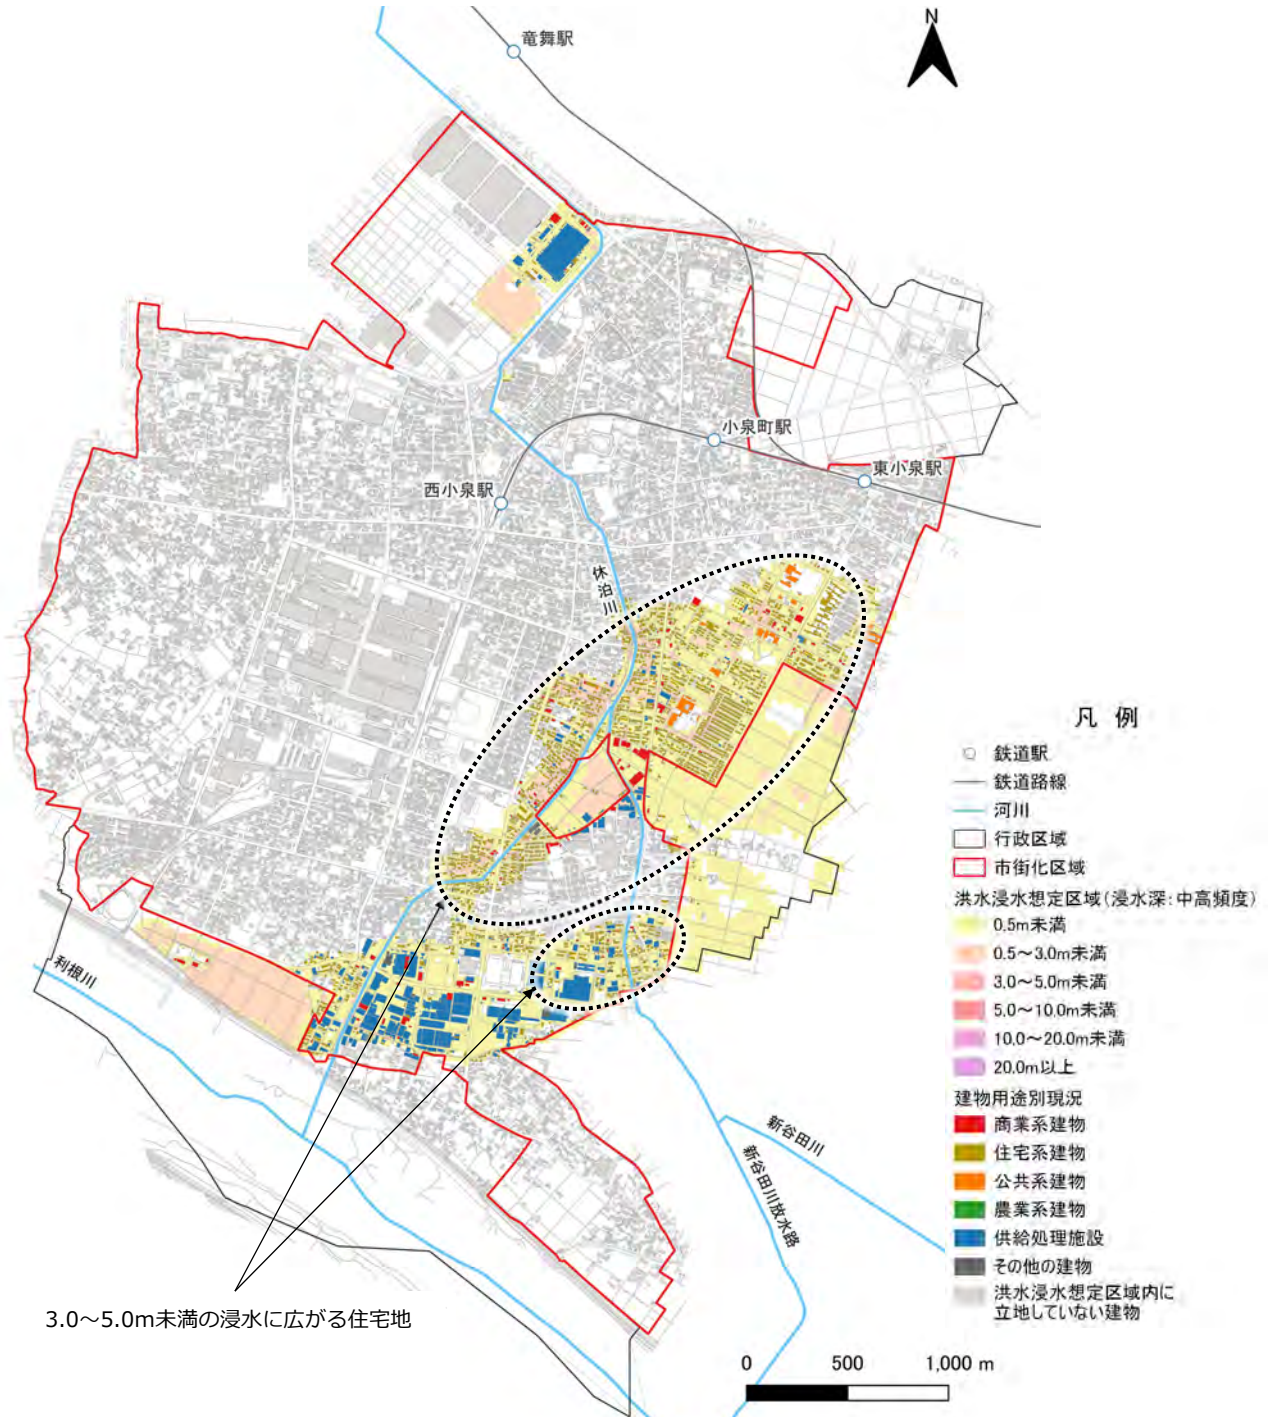 N
竜舞駅
小泉町駅
東小泉駅
西小泉駅
休泊川
利根川
新谷田川
新谷田川放水路
3.0～5.0m未満の浸水に広がる住宅地
凡 例
鉄道駅
鉄道路線
河川
行政区域
市街化区域
洪水浸水想定区域(浸水深:中高頻度)
0.5m未満
0.5～3.0m未満
3.0～5.0m未満
5.0～10.0m未満
10.0～20.0m未満
20.0m以上
建物用途別現況
商業系建物
住宅系建物
公共系建物
農業系建物
供給処理施設
その他の建物
洪水浸水想定区域内に
立地していない建物
0 500 1,000 m